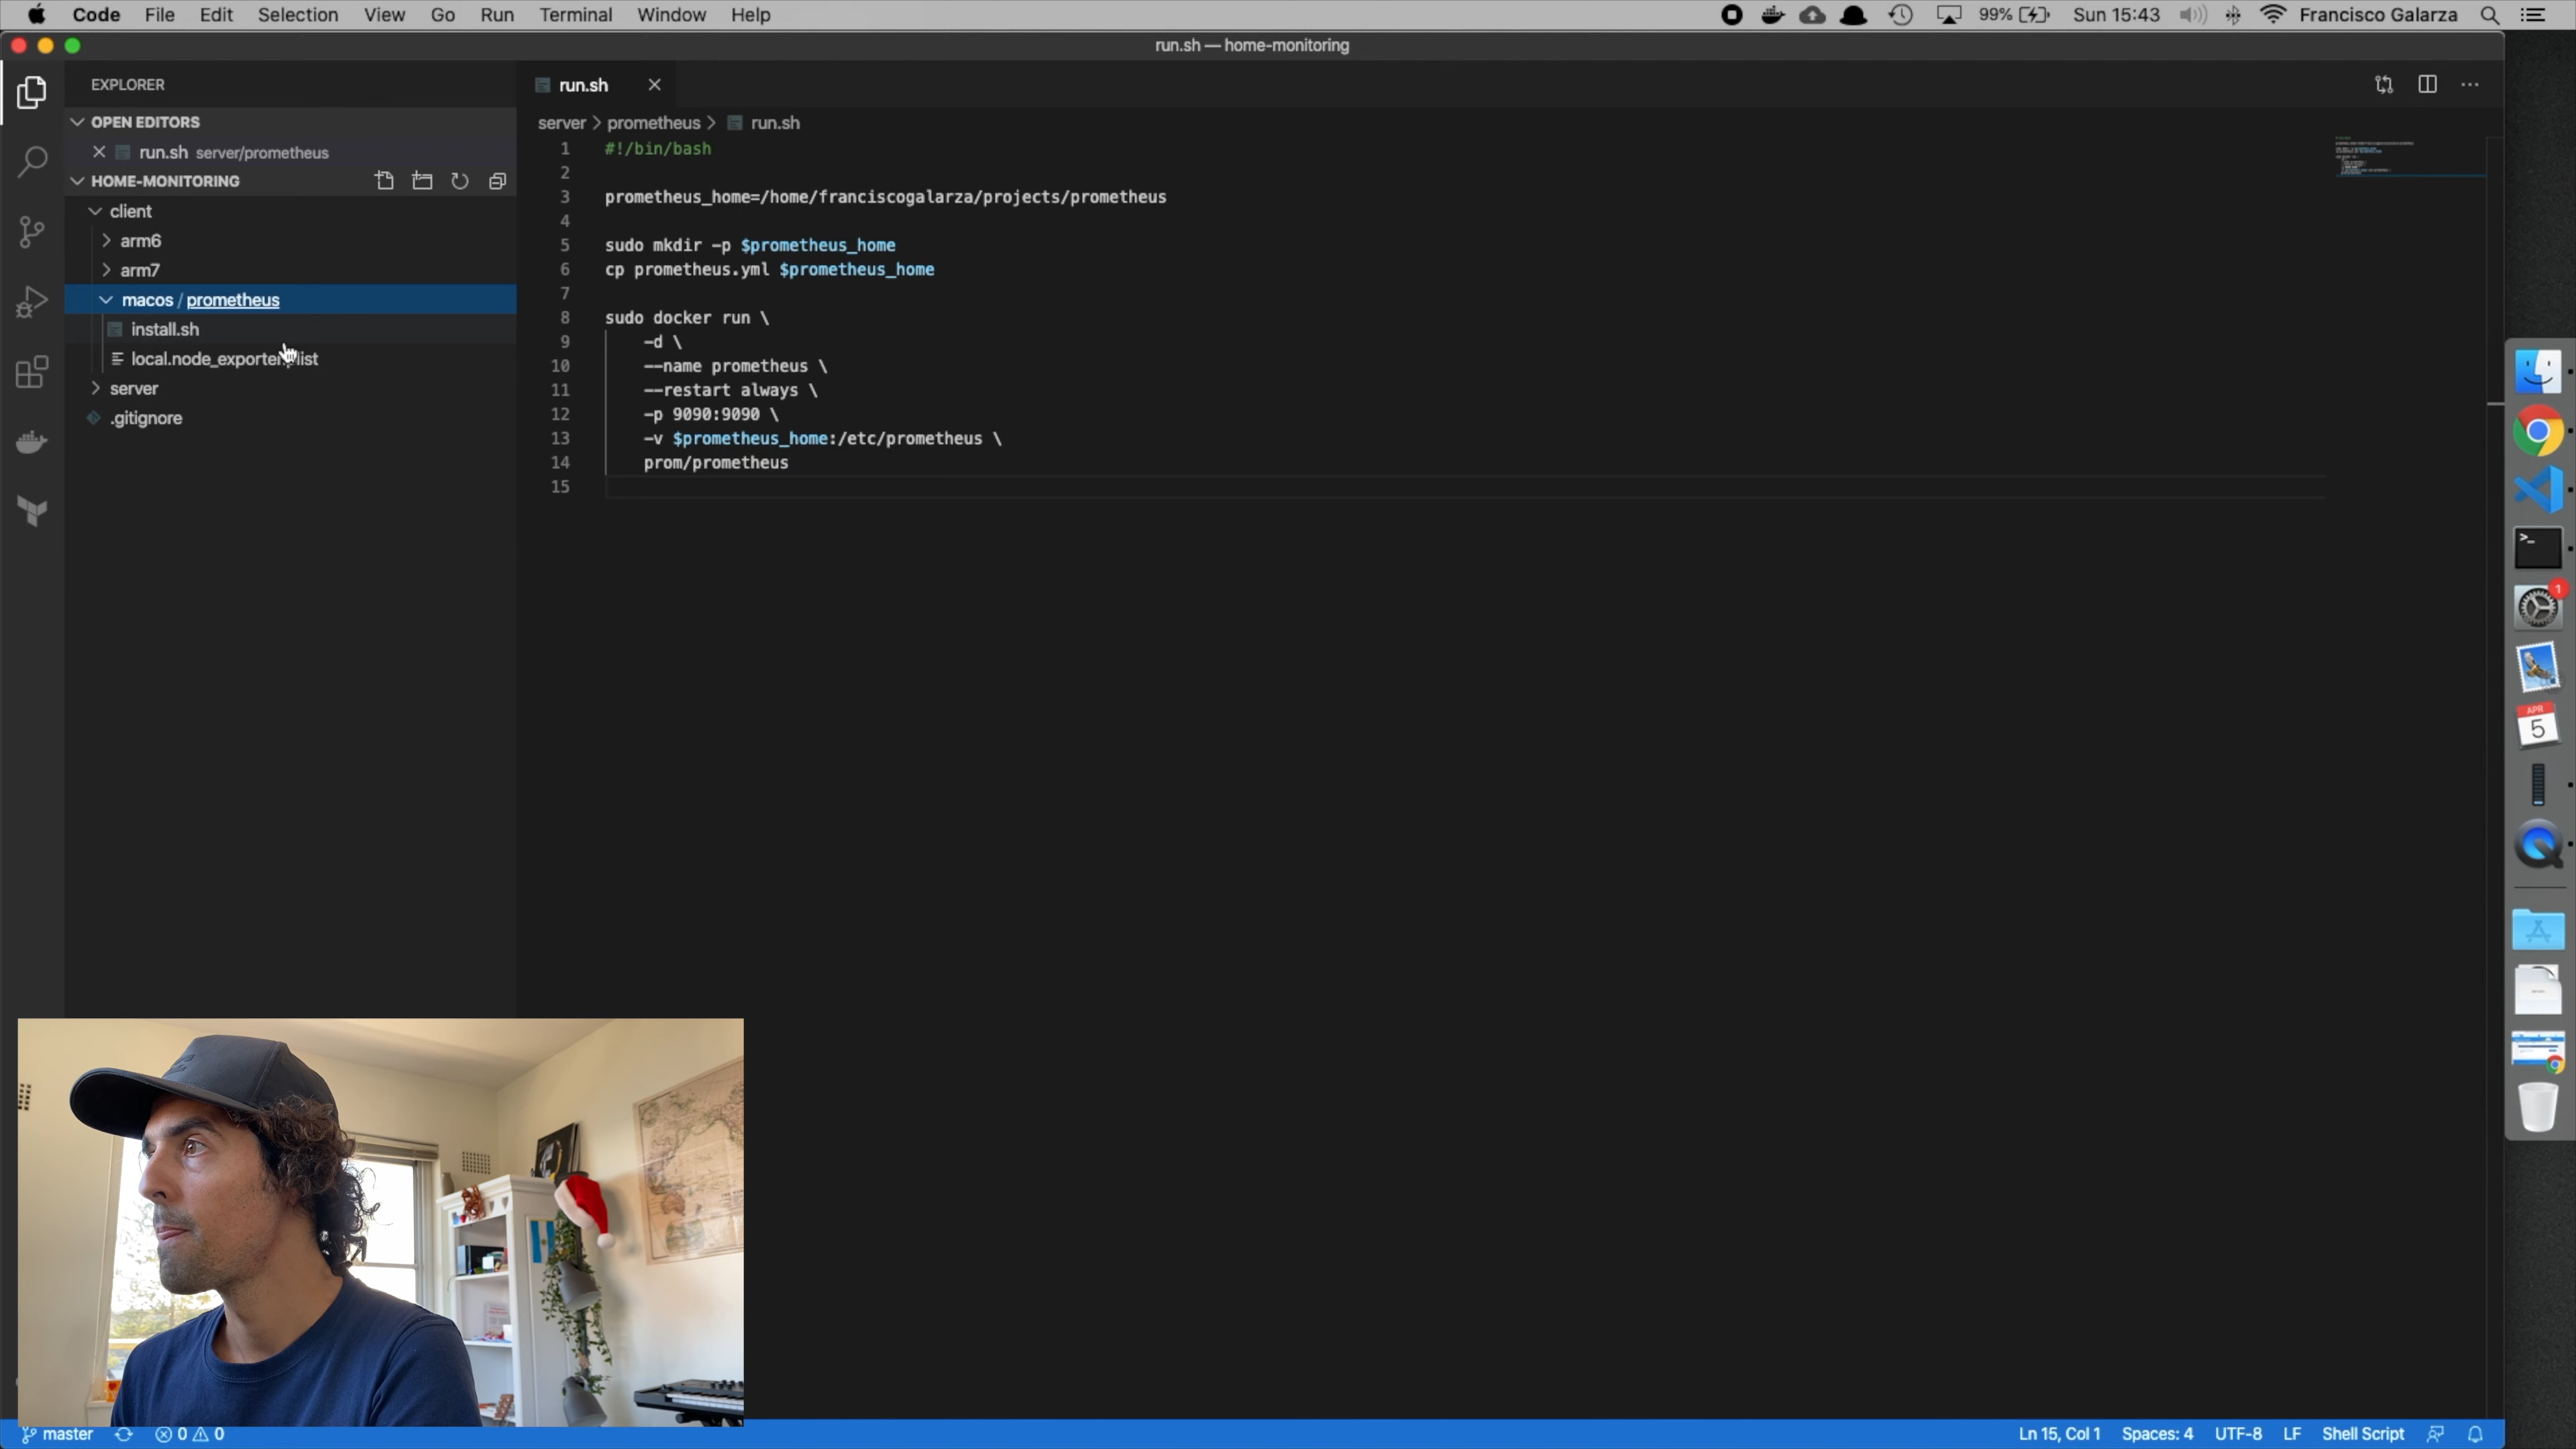 Code File Edit Selection View Go Run Terminal Window Help
99% Sun 15:43 Francisco Galarza
run.sh — home-monitoring
EXPLORER
OPEN EDITORS
run.sh server/prometheus
HOME-MONITORING
client
arm6
arm7
macos / prometheus
install.sh
server
.gitignore
run.sh
server > prometheus > run.sh
1 #!/bin/bash
2
3 prometheus_home=/home/franciscogalarza/projects/prometheus
4
5 sudo mkdir -p $prometheus_home
6 cp prometheus.yml $prometheus_home
7
8 sudo docker run \
9 -d \
10 --name prometheus \
11 --restart always \
12 -p 9090:9090 \
13 -v $prometheus_home:/etc/prometheus \
14 prom/prometheus
15
1
APR
5
master 0 0
Ln 15, Col 1 Spaces: 4 UTF-8 LF Shell Script